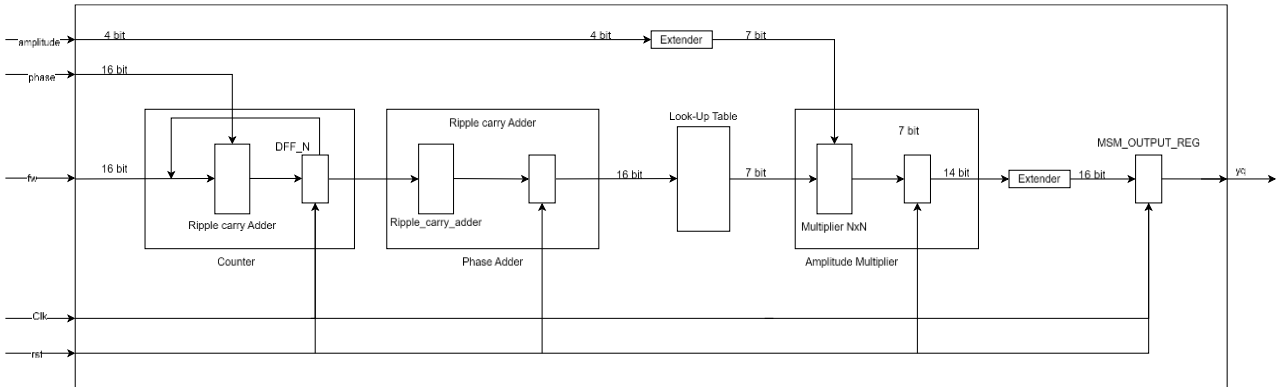 amplitude
4 bit
4 bit
Extender
7 bit
phase
16 bit
Look-Up Table
Ripple carry Adder
7 bit
DFF_N
MSM_OUTPUT_REG
fw
16 bit
16 bit
7 bit
14 bit
Extender
16 bit
yq
Ripple carry Adder
Ripple_carry_adder
Multiplier NxN
Counter
Phase Adder
Amplitude Multiplier
Clk
rst